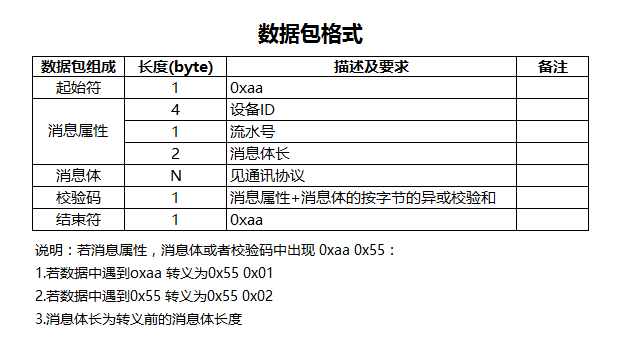 数据包格式
数据包组成 长度(byte) 描述及要求 备注
起始符 1 0xaa
消息属性 4 设备ID
1 流水号
2 消息体长
消息体 N 见通讯协议
校验码 1 消息属性+消息体的按字节的异或校验和
结束符 1 0xaa
说明：若消息属性，消息体或者校验码中出现 0xaa 0x55：
1.若数据中遇到oxaa 转义为0x55 0x01
2.若数据中遇到0x55 转义为0x55 0x02
3.消息体长为转义前的消息体长度